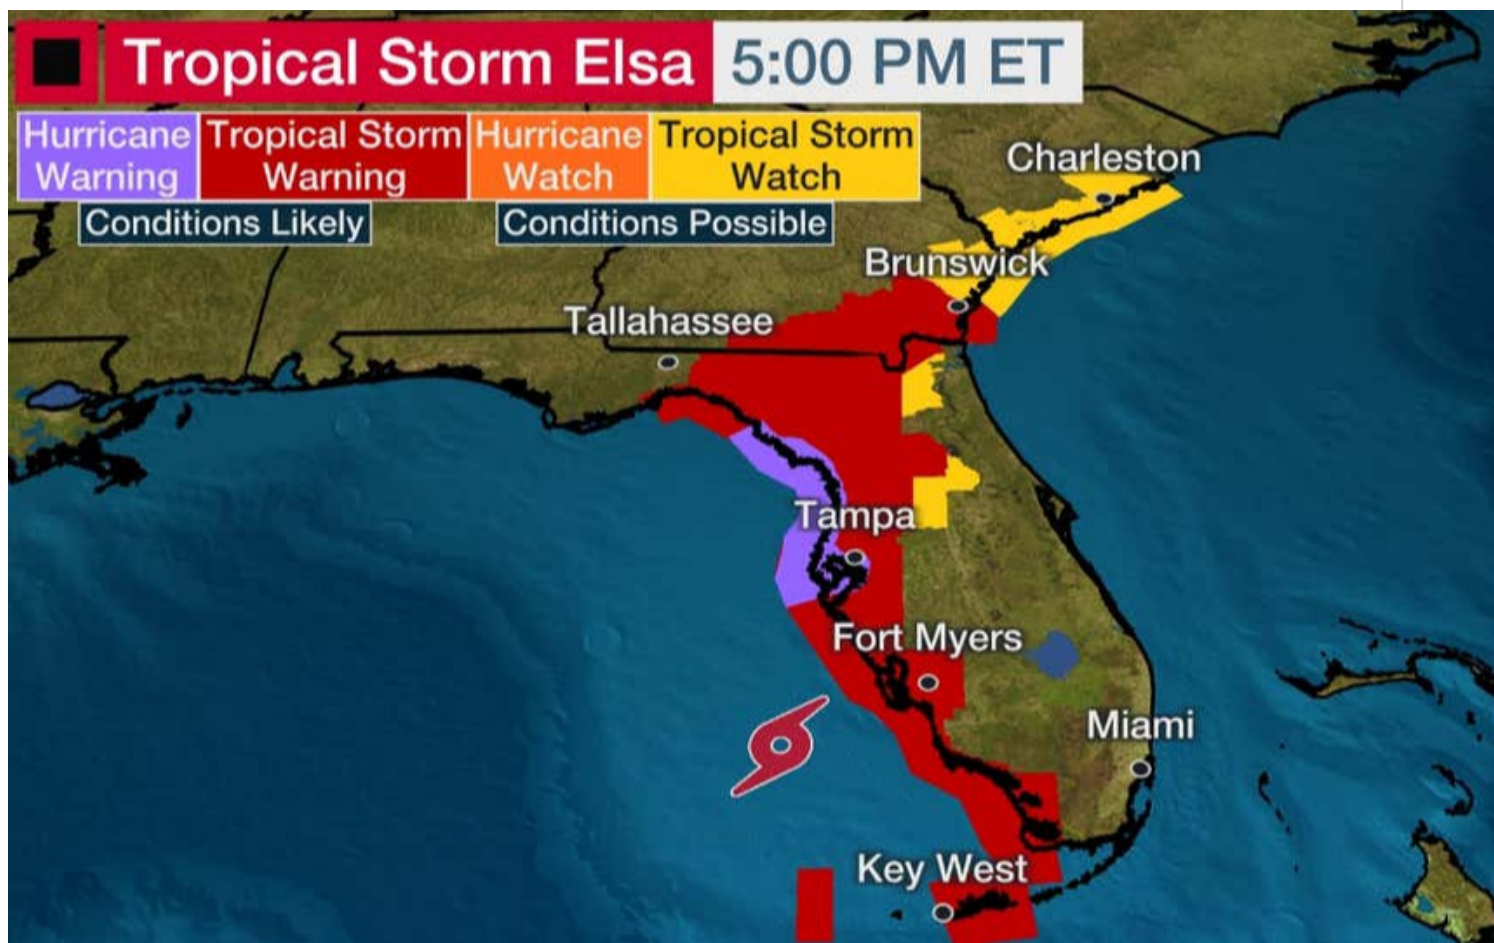 Tropical Storm Elsa 5:00 PM ET
Hurricane Warning
Tropical Storm Warning
Hurricane Watch
Tropical Storm Watch
Conditions Likely
Conditions Possible
Charleston
Brunswick
Tallahassee
Tampa
Fort Myers
Miami
Key West